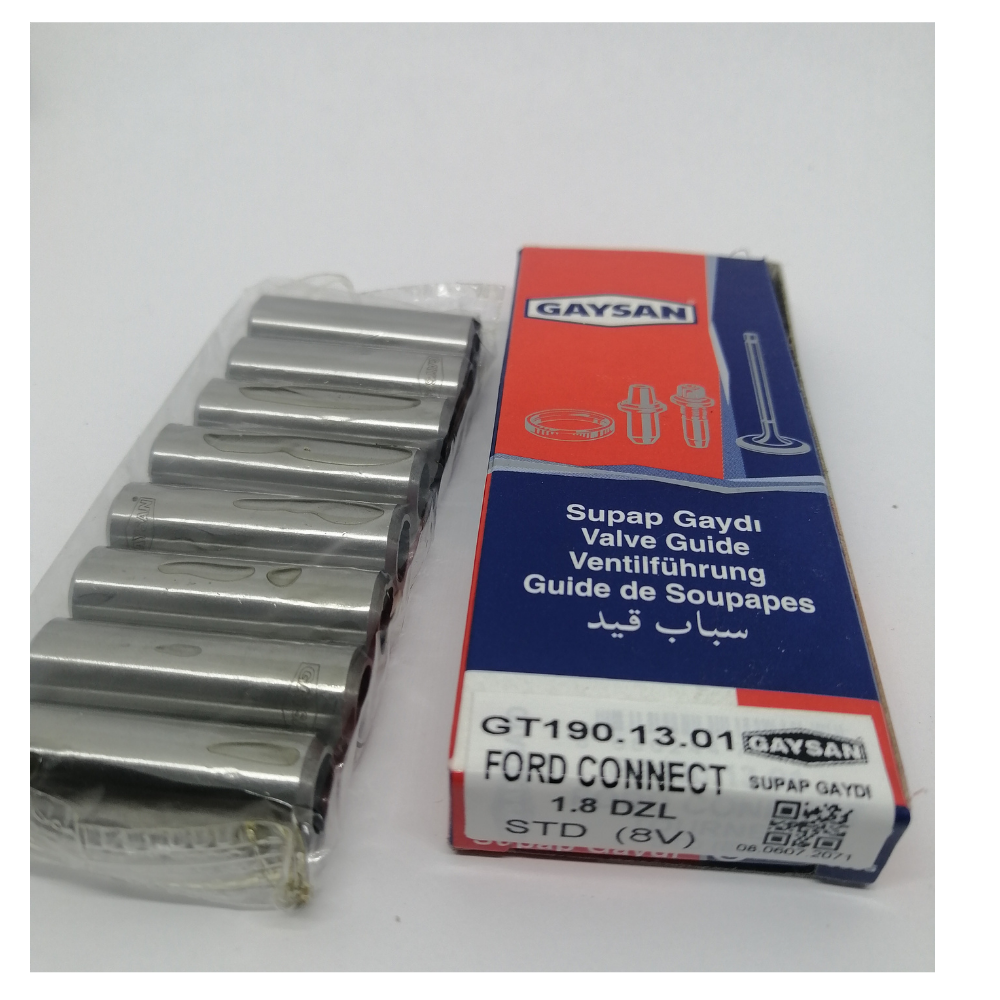 GAYSAN
Supap Gaydı
Valve Guide
Ventilführung
Guide de Soupapes
سباب قيد
GT190.13.01 GAYSAN
FORD CONNECT SUPAP GAYDI
1.8 DZL
STD (8V)
08.0607.2071